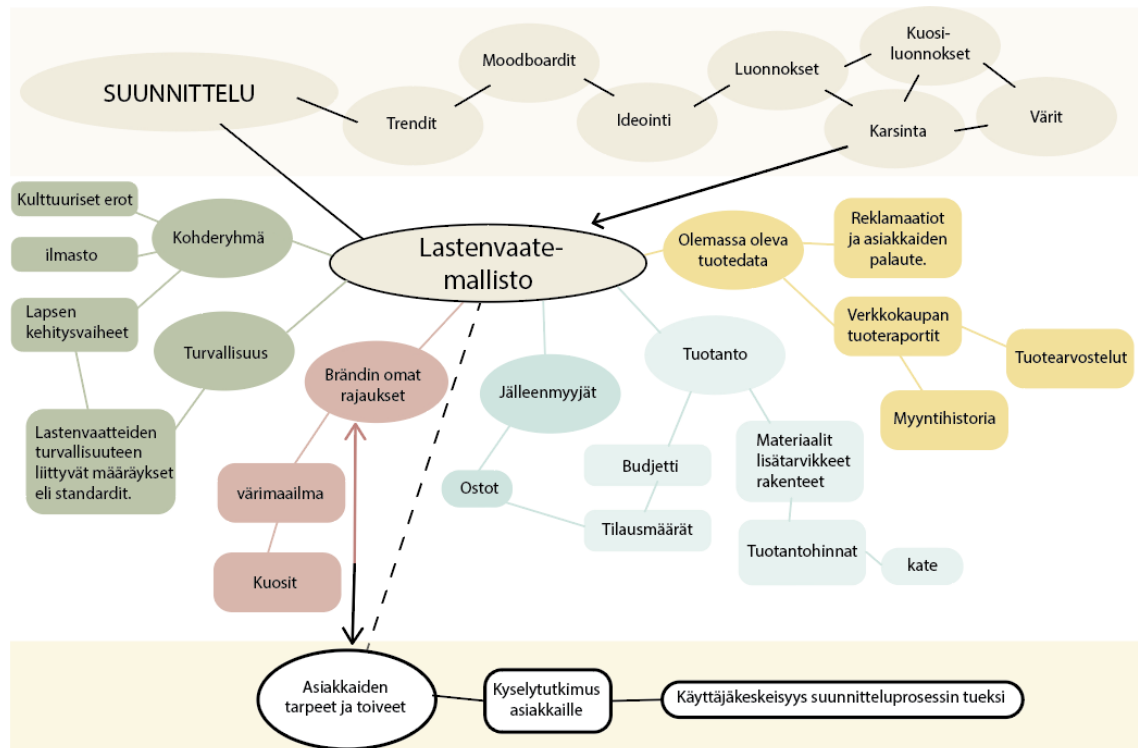 SUUNNITTELU
Trendit
Moodboardit
Ideointi
Luonnokset
Kuosi-
luonnokset
Karsinta
Värit
Lastenvaate-
mallisto
Kulttuuriset erot
Kohderyhmä
ilmasto
Lapsen
kehitysvaiheet
Turvallisuus
Lastenvaatteiden
turvallisuuteen
liittyvät määräykset
eli standardit.
Brändin omat
rajaukset
värimaailma
Kuosit
Jälleenmyyjät
Ostot
Tuotanto
Budjetti
Tilausmäärät
Materiaalit
lisätarvikkeet
rakenteet
Tuotantohinnat
kate
Olemassa oleva
tuotedata
Reklamaatiot
ja asiakkaiden
palaute.
Verkkokaupan
tuoteraportit
Tuotearvostelut
Myyntihistoria
Asiakkaiden
tarpeet ja toiveet
Kyselytutkimus
asiakkaille
Käyttäjäkeskeisyys suunnitteluprosessin tueksi